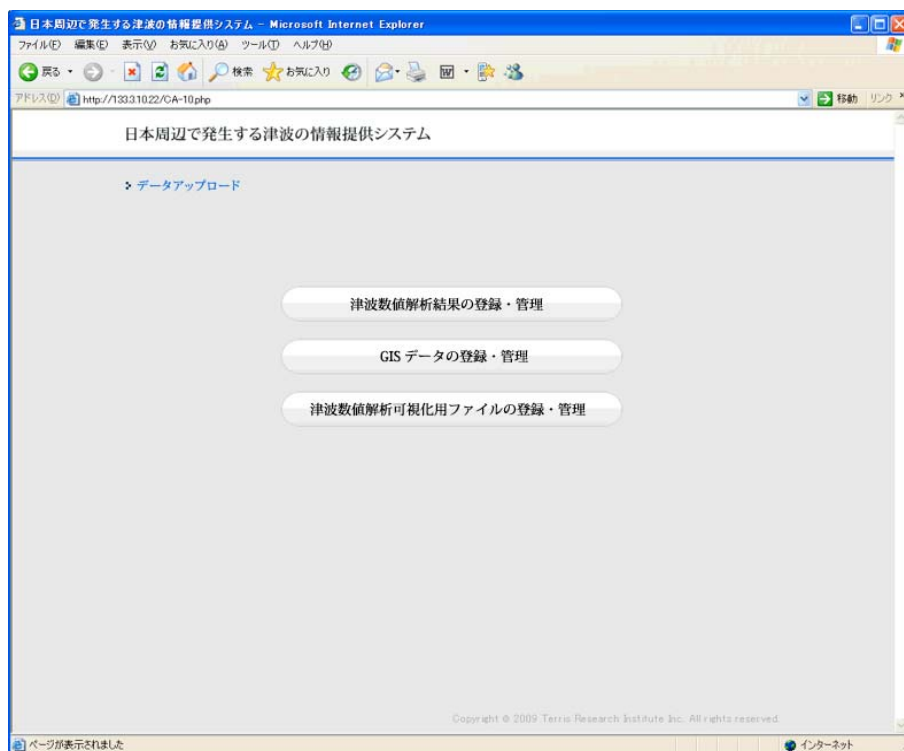 日本周辺で発生する津波の情報提供システム - Microsoft Internet Explorer
ファイル(F) 編集(E) 表示(V) お気に入り(A) ツール(T) ヘルプ(H)
戻る 検索 お気に入り
アドレス(D) http://133.3.10.22/CA-10.php 移動 リンク
日本周辺で発生する津波の情報提供システム
データアップロード
津波数値解析結果の登録・管理
GIS データの登録・管理
津波数値解析可視化用ファイルの登録・管理
Copyright © 2009 Terris Research Institute Inc. All rights reserved.
ページが表示されました インターネット